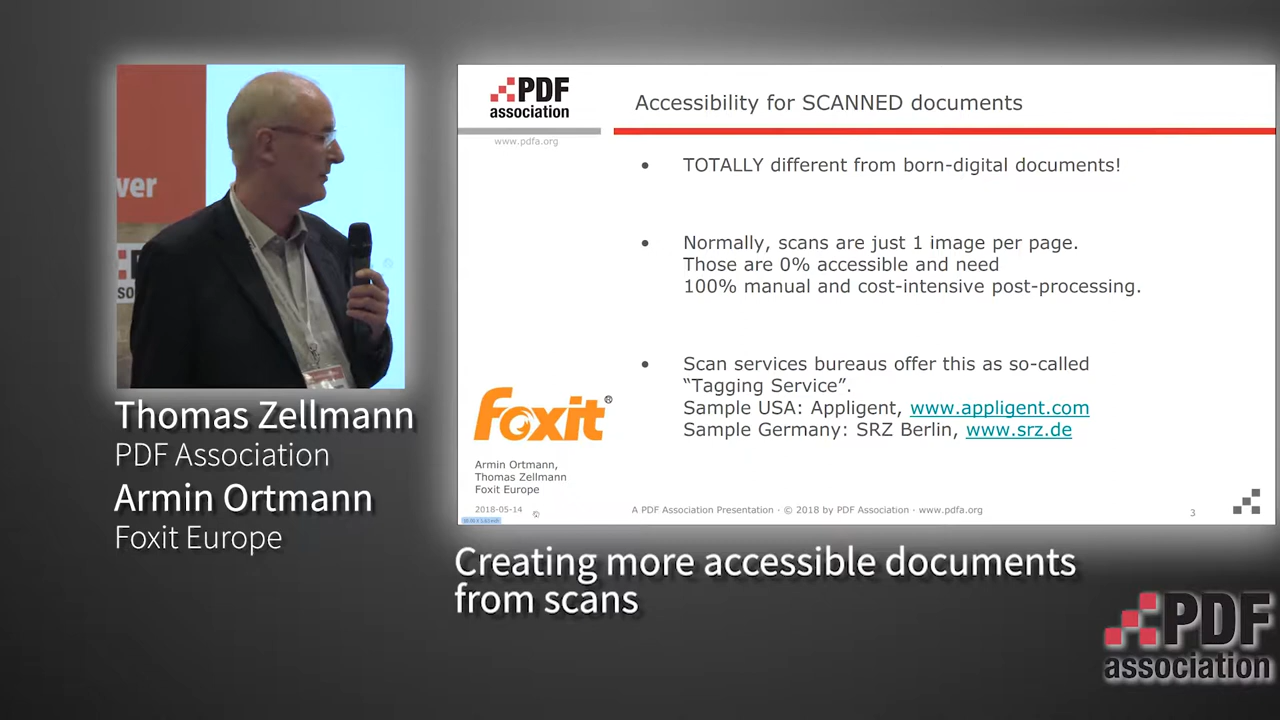 ver
Thomas Zellmann
PDF Association
Armin Ortmann
Foxit Europe
PDF
association
www.pdfa.org
Accessibility for SCANNED documents
• TOTALLY different from born-digital documents!
• Normally, scans are just 1 image per page.
Those are 0% accessible and need
100% manual and cost-intensive post-processing.
• Scan services bureaus offer this as so-called
“Tagging Service”.
Sample USA: Appligent, www.appligent.com
Sample Germany: SRZ Berlin, www.srz.de
foxit®
Armin Ortmann,
Thomas Zellmann
Foxit Europe
2018-05-14
A PDF Association Presentation · © 2018 by PDF Association · www.pdfa.org
3
Creating more accessible documents
from scans
PDF
association